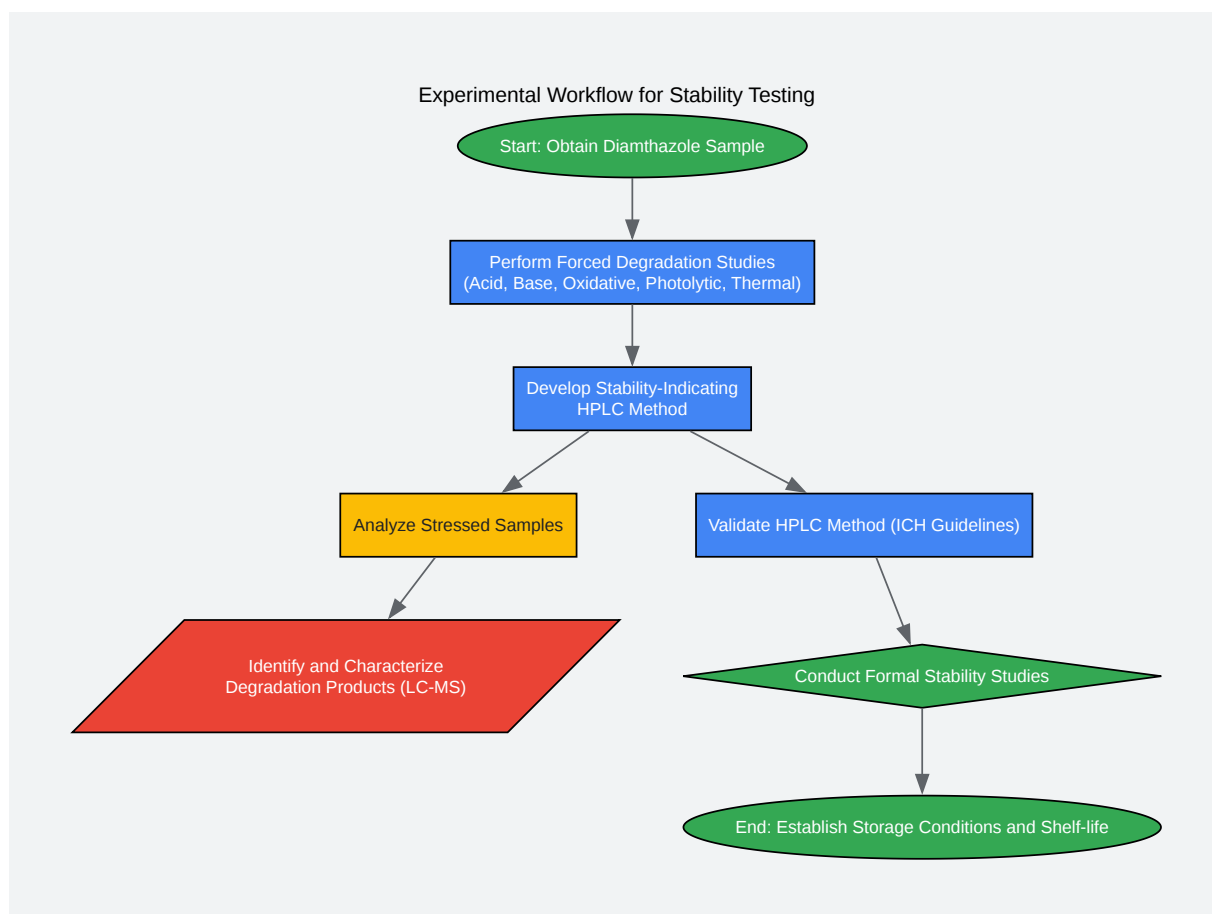 Experimental Workflow for Stability Testing
Start: Obtain Diamthazole Sample
Perform Forced Degradation Studies
(Acid, Base, Oxidative, Photolytic, Thermal)
Develop Stability-Indicating
HPLC Method
Analyze Stressed Samples
Validate HPLC Method (ICH Guidelines)
Identify and Characterize
Degradation Products (LC-MS)
Conduct Formal Stability Studies
End: Establish Storage Conditions and Shelf-life